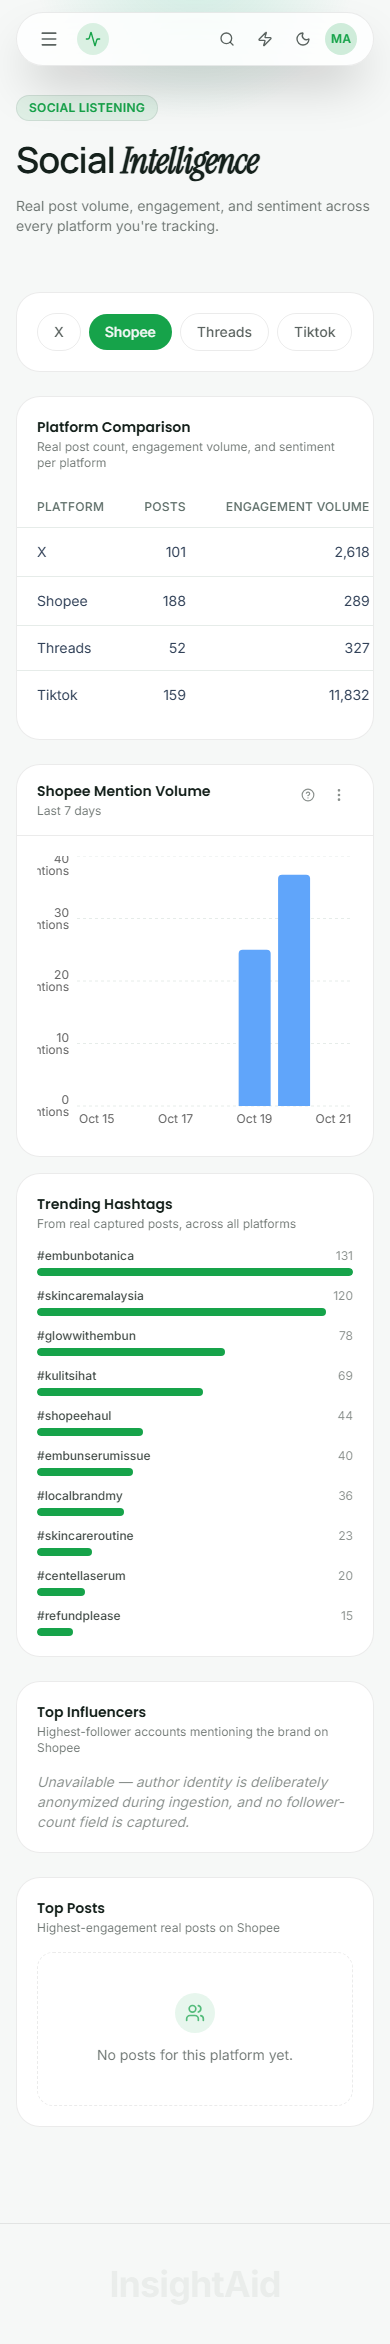 MA
SOCIAL LISTENING
Social Intelligence
Real post volume, engagement, and sentiment across
every platform you're tracking.
X Shopee Threads Tiktok
Platform Comparison
Real post count, engagement volume, and sentiment
per platform
PLATFORM POSTS ENGAGEMENT VOLUME
X 101 2,618
Shopee 188 289
Threads 52 327
Tiktok 159 11,832
Shopee Mention Volume
Last 7 days
40
ntions
30
ntions
20
ntions
10
ntions
0
ntions
Oct 15 Oct 17 Oct 19 Oct 21
Trending Hashtags
From real captured posts, across all platforms
#embunbotanica 131
#skincaremalaysia 120
#glowwithembun 78
#kulitsihat 69
#shopeehaul 44
#embunserumissue 40
#localbrandmy 36
#skincareroutine 23
#centellaserum 20
#refundplease 15
Top Influencers
Highest-follower accounts mentioning the brand on
Shopee
Unavailable — author identity is deliberately
anonymized during ingestion, and no follower-
count field is captured.
Top Posts
Highest-engagement real posts on Shopee
No posts for this platform yet.
InsightAid